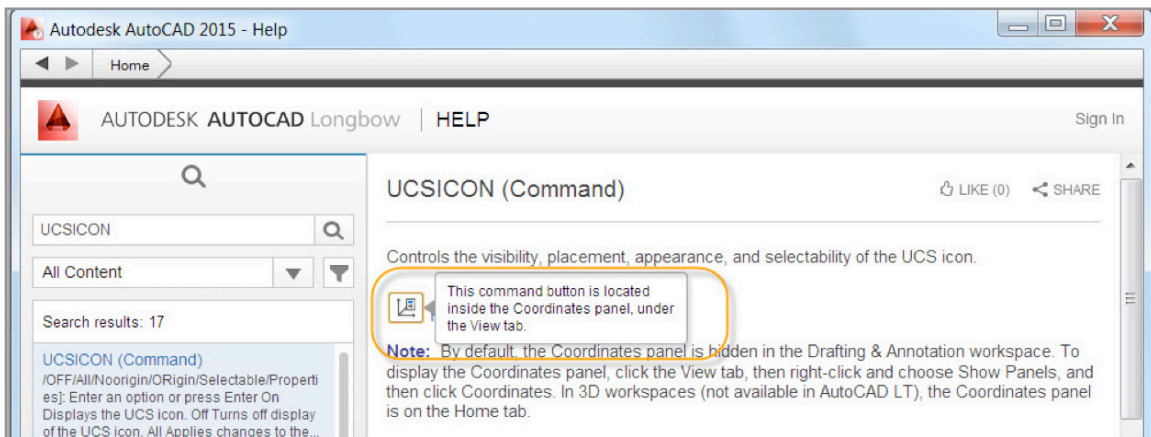 Autodesk AutoCAD 2015 - Help
Home
AUTODESK AUTOCAD Longbow | HELP
Sign In
UCSICON
All Content
Search results: 17
UCSICON (Command)
/OFF/All/Noorigin/ORigin/Selectable/Properti
es]: Enter an option or press Enter On
Displays the UCS icon. Off Turns off display
of the UCS icon. All Applies changes to the...
UCSICON (Command)
LIKE (0)
SHARE
Controls the visibility, placement, appearance, and selectability of the UCS icon.
This command button is located
inside the Coordinates panel, under
the View tab.
Note: By default, the Coordinates panel is hidden in the Drafting & Annotation workspace. To
display the Coordinates panel, click the View tab, then right-click and choose Show Panels, and
then click Coordinates. In 3D workspaces (not available in AutoCAD LT), the Coordinates panel
is on the Home tab.